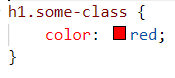 h1.some-class {
    color: red;
}